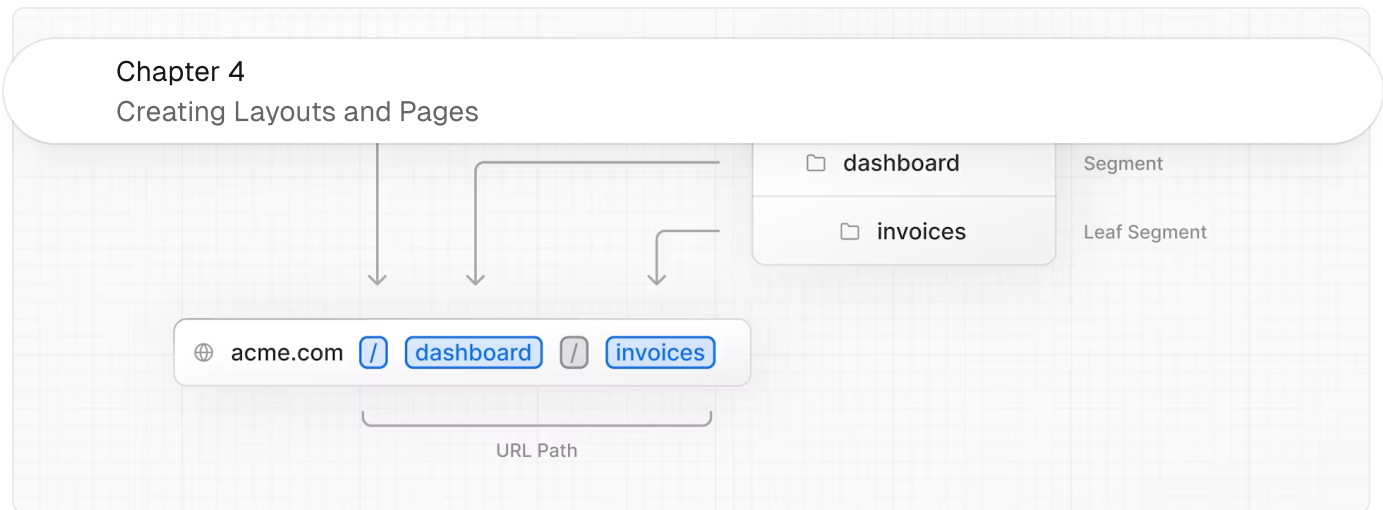 Chapter 4
Creating Layouts and Pages
dashboard Segment
invoices Leaf Segment
acme.com / dashboard / invoices
URL Path